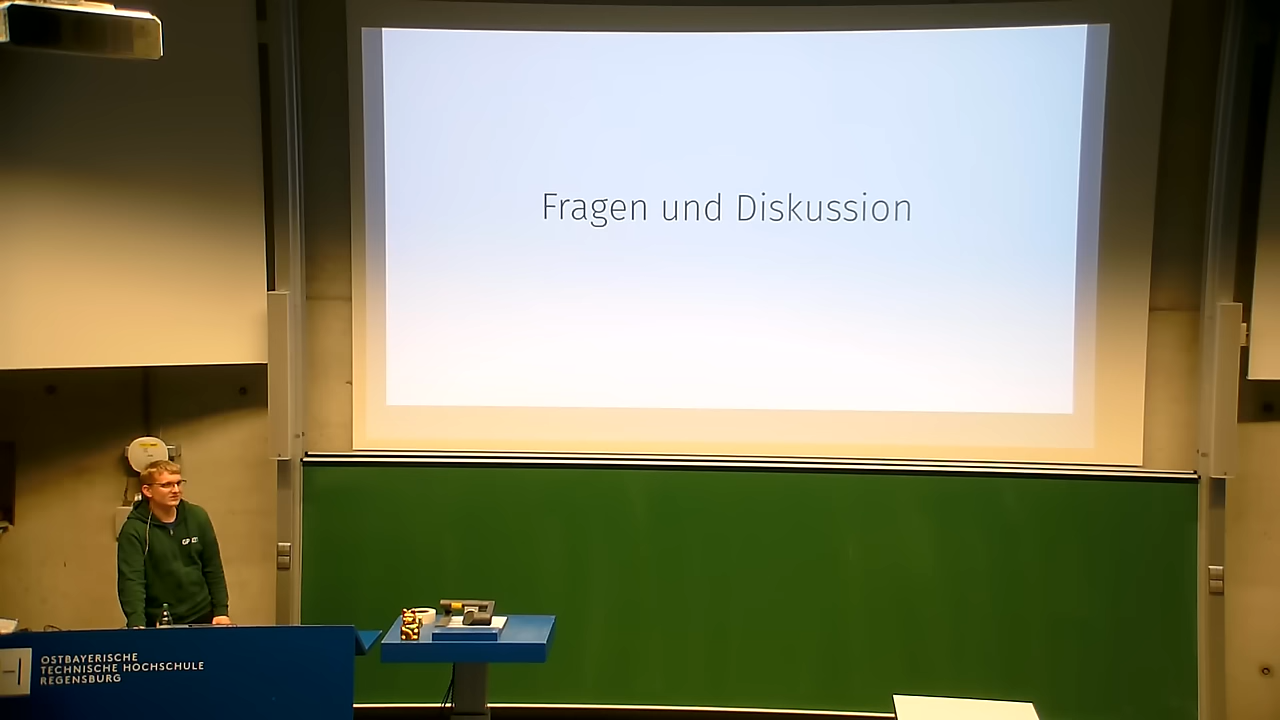 Fragen und Diskussion
OSTBAYERISCHE
TECHNISCHE HOCHSCHULE
REGENSBURG